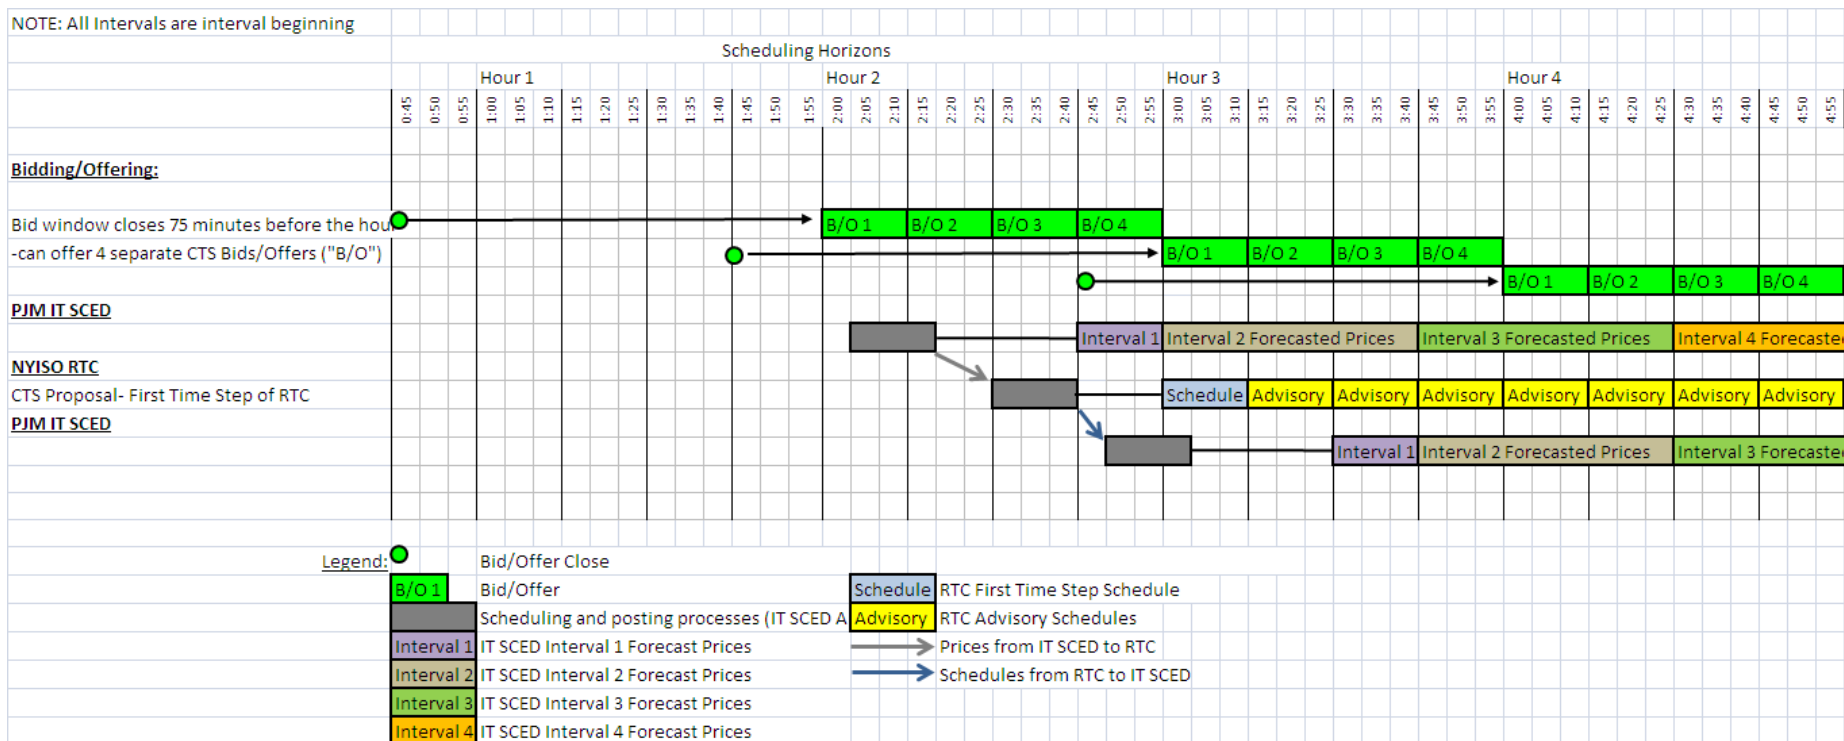 NOTE: All Intervals are interval beginning
Scheduling Horizons
Hour 1 Hour 2 Hour 3 Hour 4
0:45 0:50 0:55 1:00 1:05 1:10 1:15 1:20 1:25 1:30 1:35 1:40 1:45 1:50 1:55 2:00 2:05 2:10 2:15 2:20 2:25 2:30 2:35 2:40 2:45 2:50 2:55 3:00 3:05 3:10 3:15 3:20 3:25 3:30 3:35 3:40 3:45 3:50 3:55 4:00 4:05 4:10 4:15 4:20 4:25 4:30 4:35 4:40 4:45 4:50 4:55
Bidding/Offering:
Bid window closes 75 minutes before the hou B/O 1 B/O 2 B/O 3 B/O 4
-can offer 4 separate CTS Bids/Offers ("B/O") B/O 1 B/O 2 B/O 3 B/O 4
B/O 1 B/O 2 B/O 3 B/O 4
PJM IT SCED
Interval 1 Interval 2 Forecasted Prices Interval 3 Forecasted Prices Interval 4 Forecaste
NYISO RTC
CTS Proposal- First Time Step of RTC Schedule Advisory Advisory Advisory Advisory Advisory Advisory Advisory
PJM IT SCED
Interval 1 Interval 2 Forecasted Prices Interval 3 Forecaste
Legend: Bid/Offer Close
B/O 1 Bid/Offer Schedule RTC First Time Step Schedule
Scheduling and posting processes (IT SCED A Advisory RTC Advisory Schedules
Interval 1 IT SCED Interval 1 Forecast Prices Prices from IT SCED to RTC
Interval 2 IT SCED Interval 2 Forecast Prices Schedules from RTC to IT SCED
Interval 3 IT SCED Interval 3 Forecast Prices
Interval 4 IT SCED Interval 4 Forecast Prices